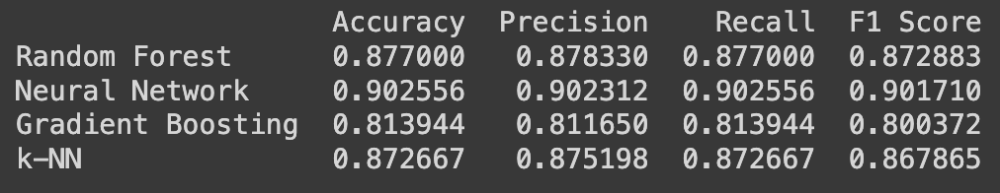 Accuracy Precision Recall F1 Score
Random Forest 0.877000 0.878330 0.877000 0.872883
Neural Network 0.902556 0.902312 0.902556 0.901710
Gradient Boosting 0.813944 0.811650 0.813944 0.800372
k-NN 0.872667 0.875198 0.872667 0.867865